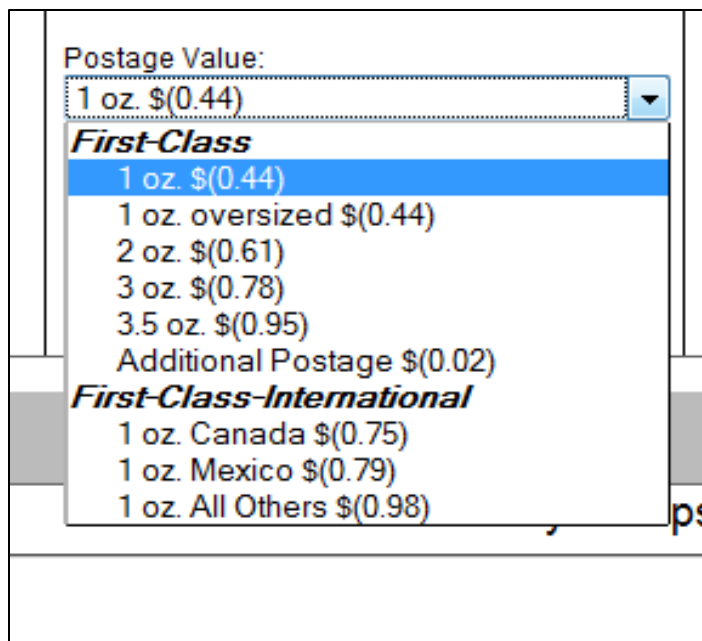 Postage Value:
1 oz. $(0.44)
First-Class
1 oz. $(0.44)
1 oz. oversized $(0.44)
2 oz. $(0.61)
3 oz. $(0.78)
3.5 oz. $(0.95)
Additional Postage $(0.02)
First-Class-International
1 oz. Canada $(0.75)
1 oz. Mexico $(0.79)
1 oz. All Others $(0.98)